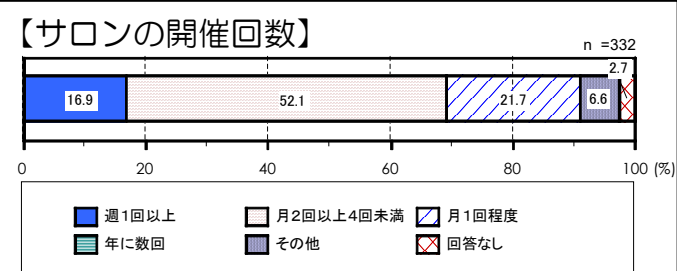 【サロンの開催回数】
n =332
2.7
16.9 52.1 21.7 6.6
0 20 40 60 80 100 (%)
週1回以上 月2回以上4回未満 月1回程度
年に数回 その他 回答なし